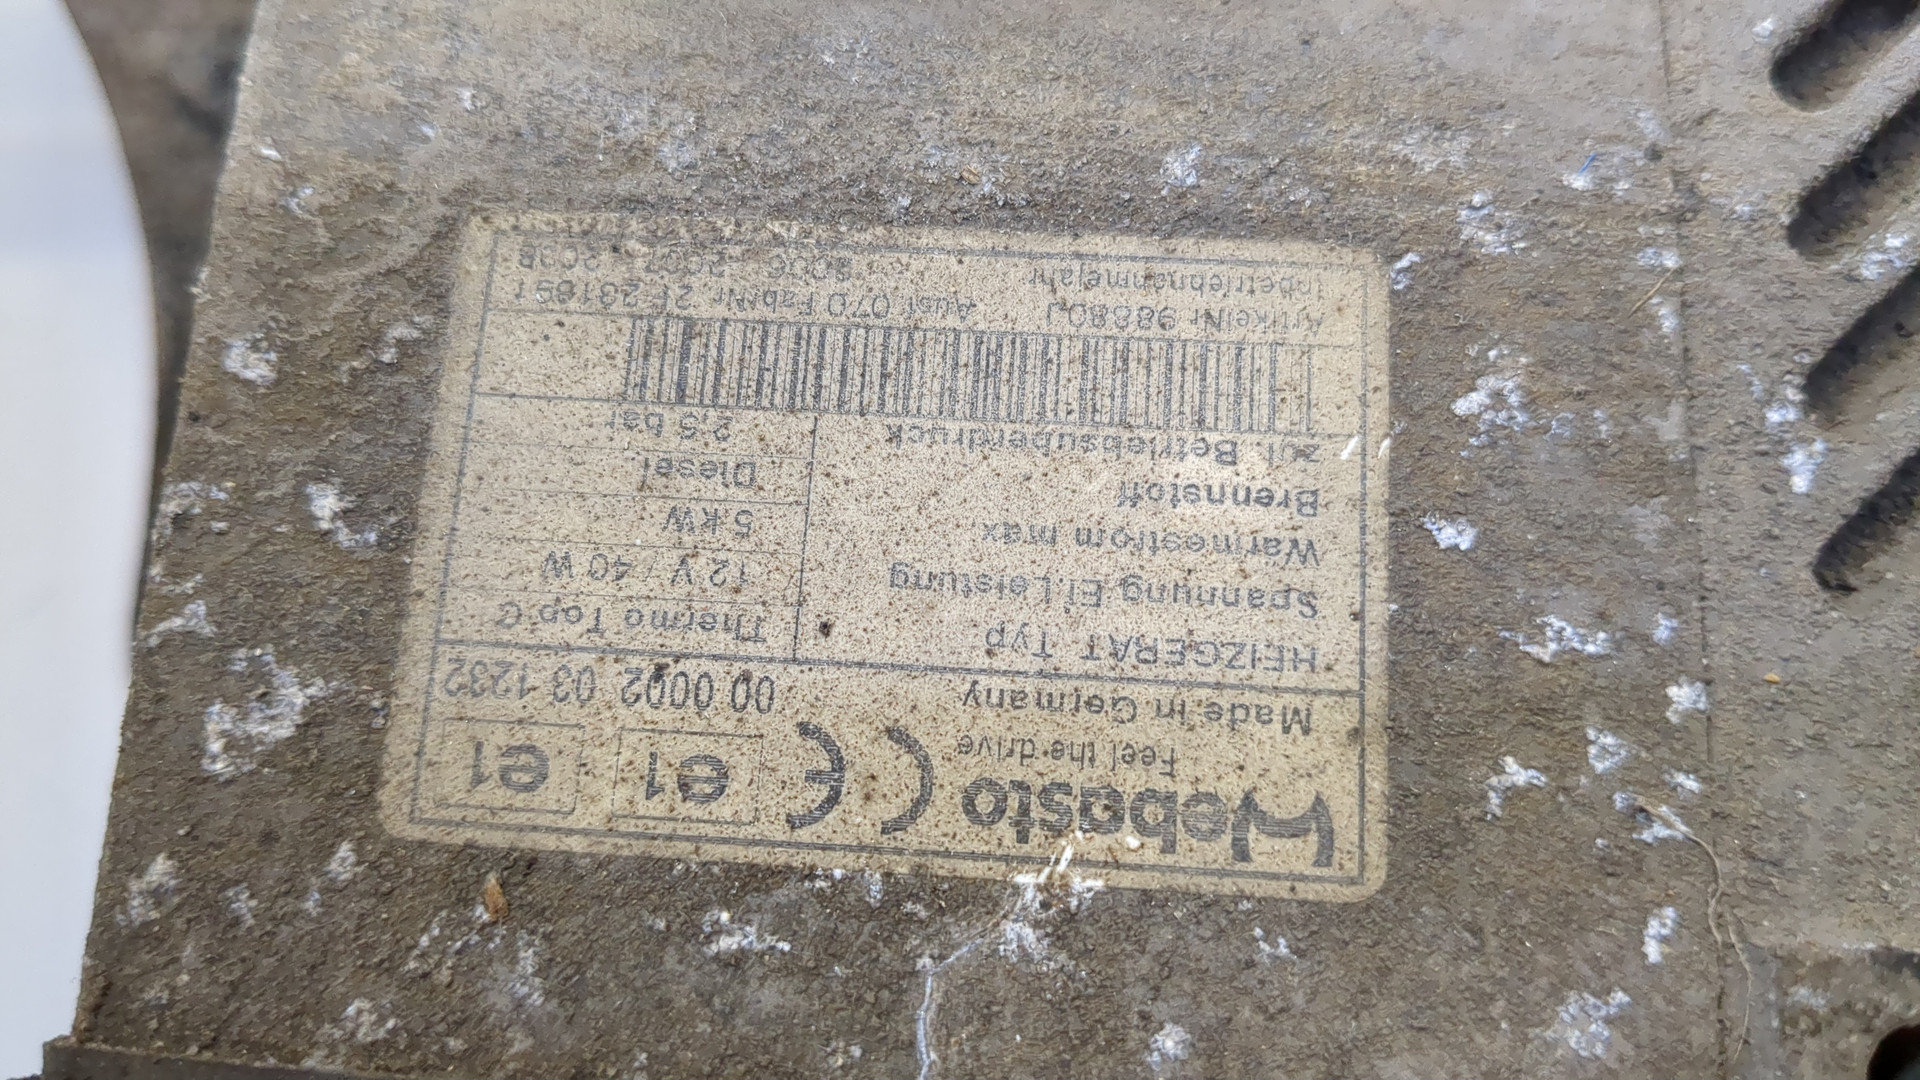 Webasto CE e1 e1
Feel the drive
Made in Germany 00 0002 03 1232
HEIZGERÄT Typ Thermo Top C
Spannung El.Leistung 12 V / 40 W
Wärmestrom max. 5 kW
Brennstoff Diesel
zul Betriebsüberdruck 2,5 bar
ArtikelNr 98880J Ausf. 070 FabrNr.
Inbetriebnahmejahr 2006 2007 2008